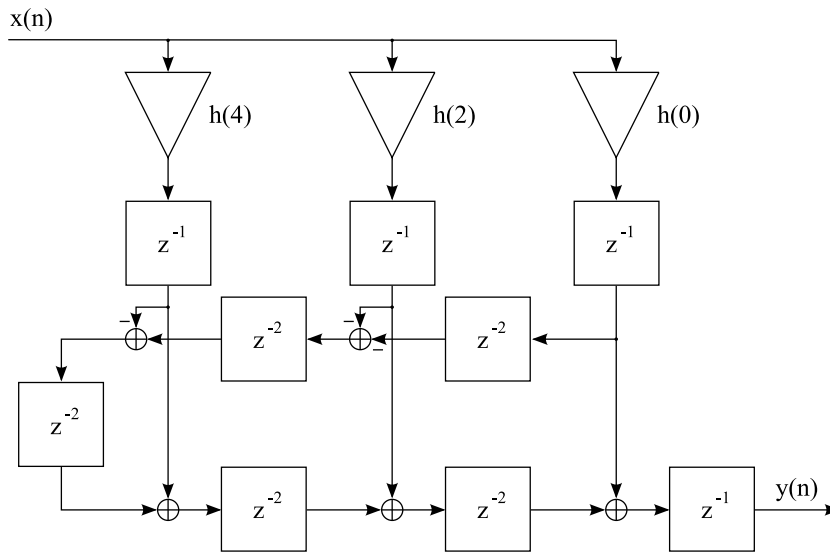 x(n)
h(4)
h(2)
h(0)
z⁻¹
z⁻¹
z⁻¹
−
z⁻²
−
−
z⁻²
z⁻²
z⁻²
z⁻²
z⁻¹
y(n)